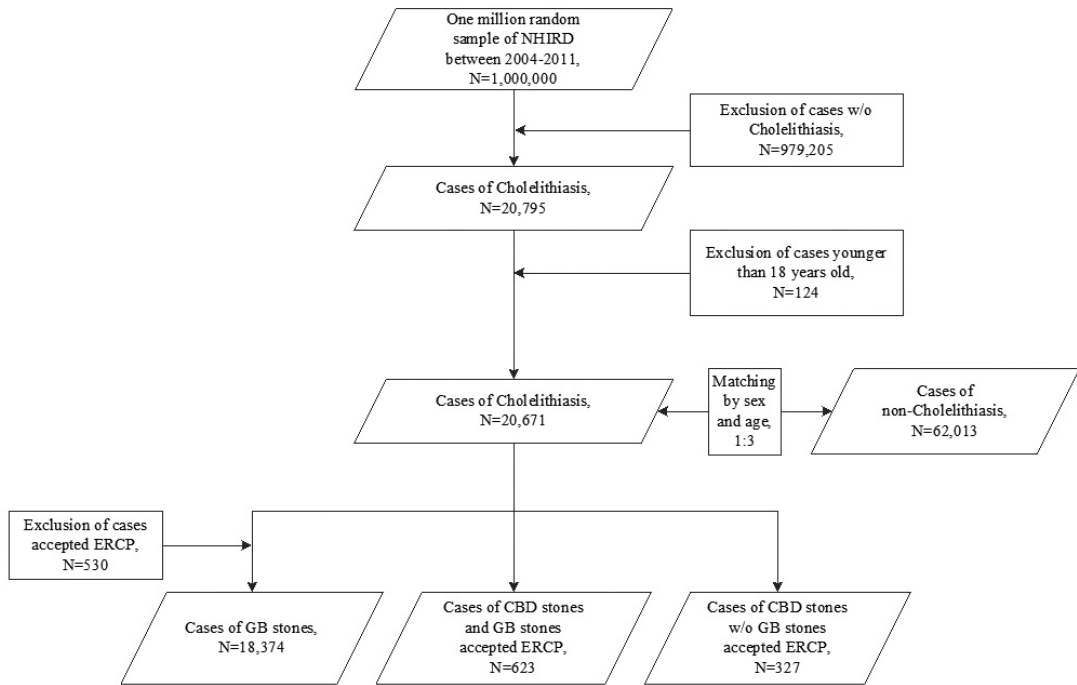 One million random
sample of NHIRD
between 2004-2011,
N=1,000,000
Exclusion of cases w/o
Cholelithiasis,
N=979,205
Cases of Cholelithiasis,
N=20,795
Exclusion of cases younger
than 18 years old,
N=124
Cases of Cholelithiasis,
N=20,671
Matching
by sex
and age,
1:3
Cases of
non-Cholelithiasis,
N=62,013
Exclusion of cases
accepted ERCP,
N=530
Cases of GB stones,
N=18,374
Cases of CBD stones
and GB stones
accepted ERCP,
N=623
Cases of CBD stones
w/o GB stones
accepted ERCP,
N=327